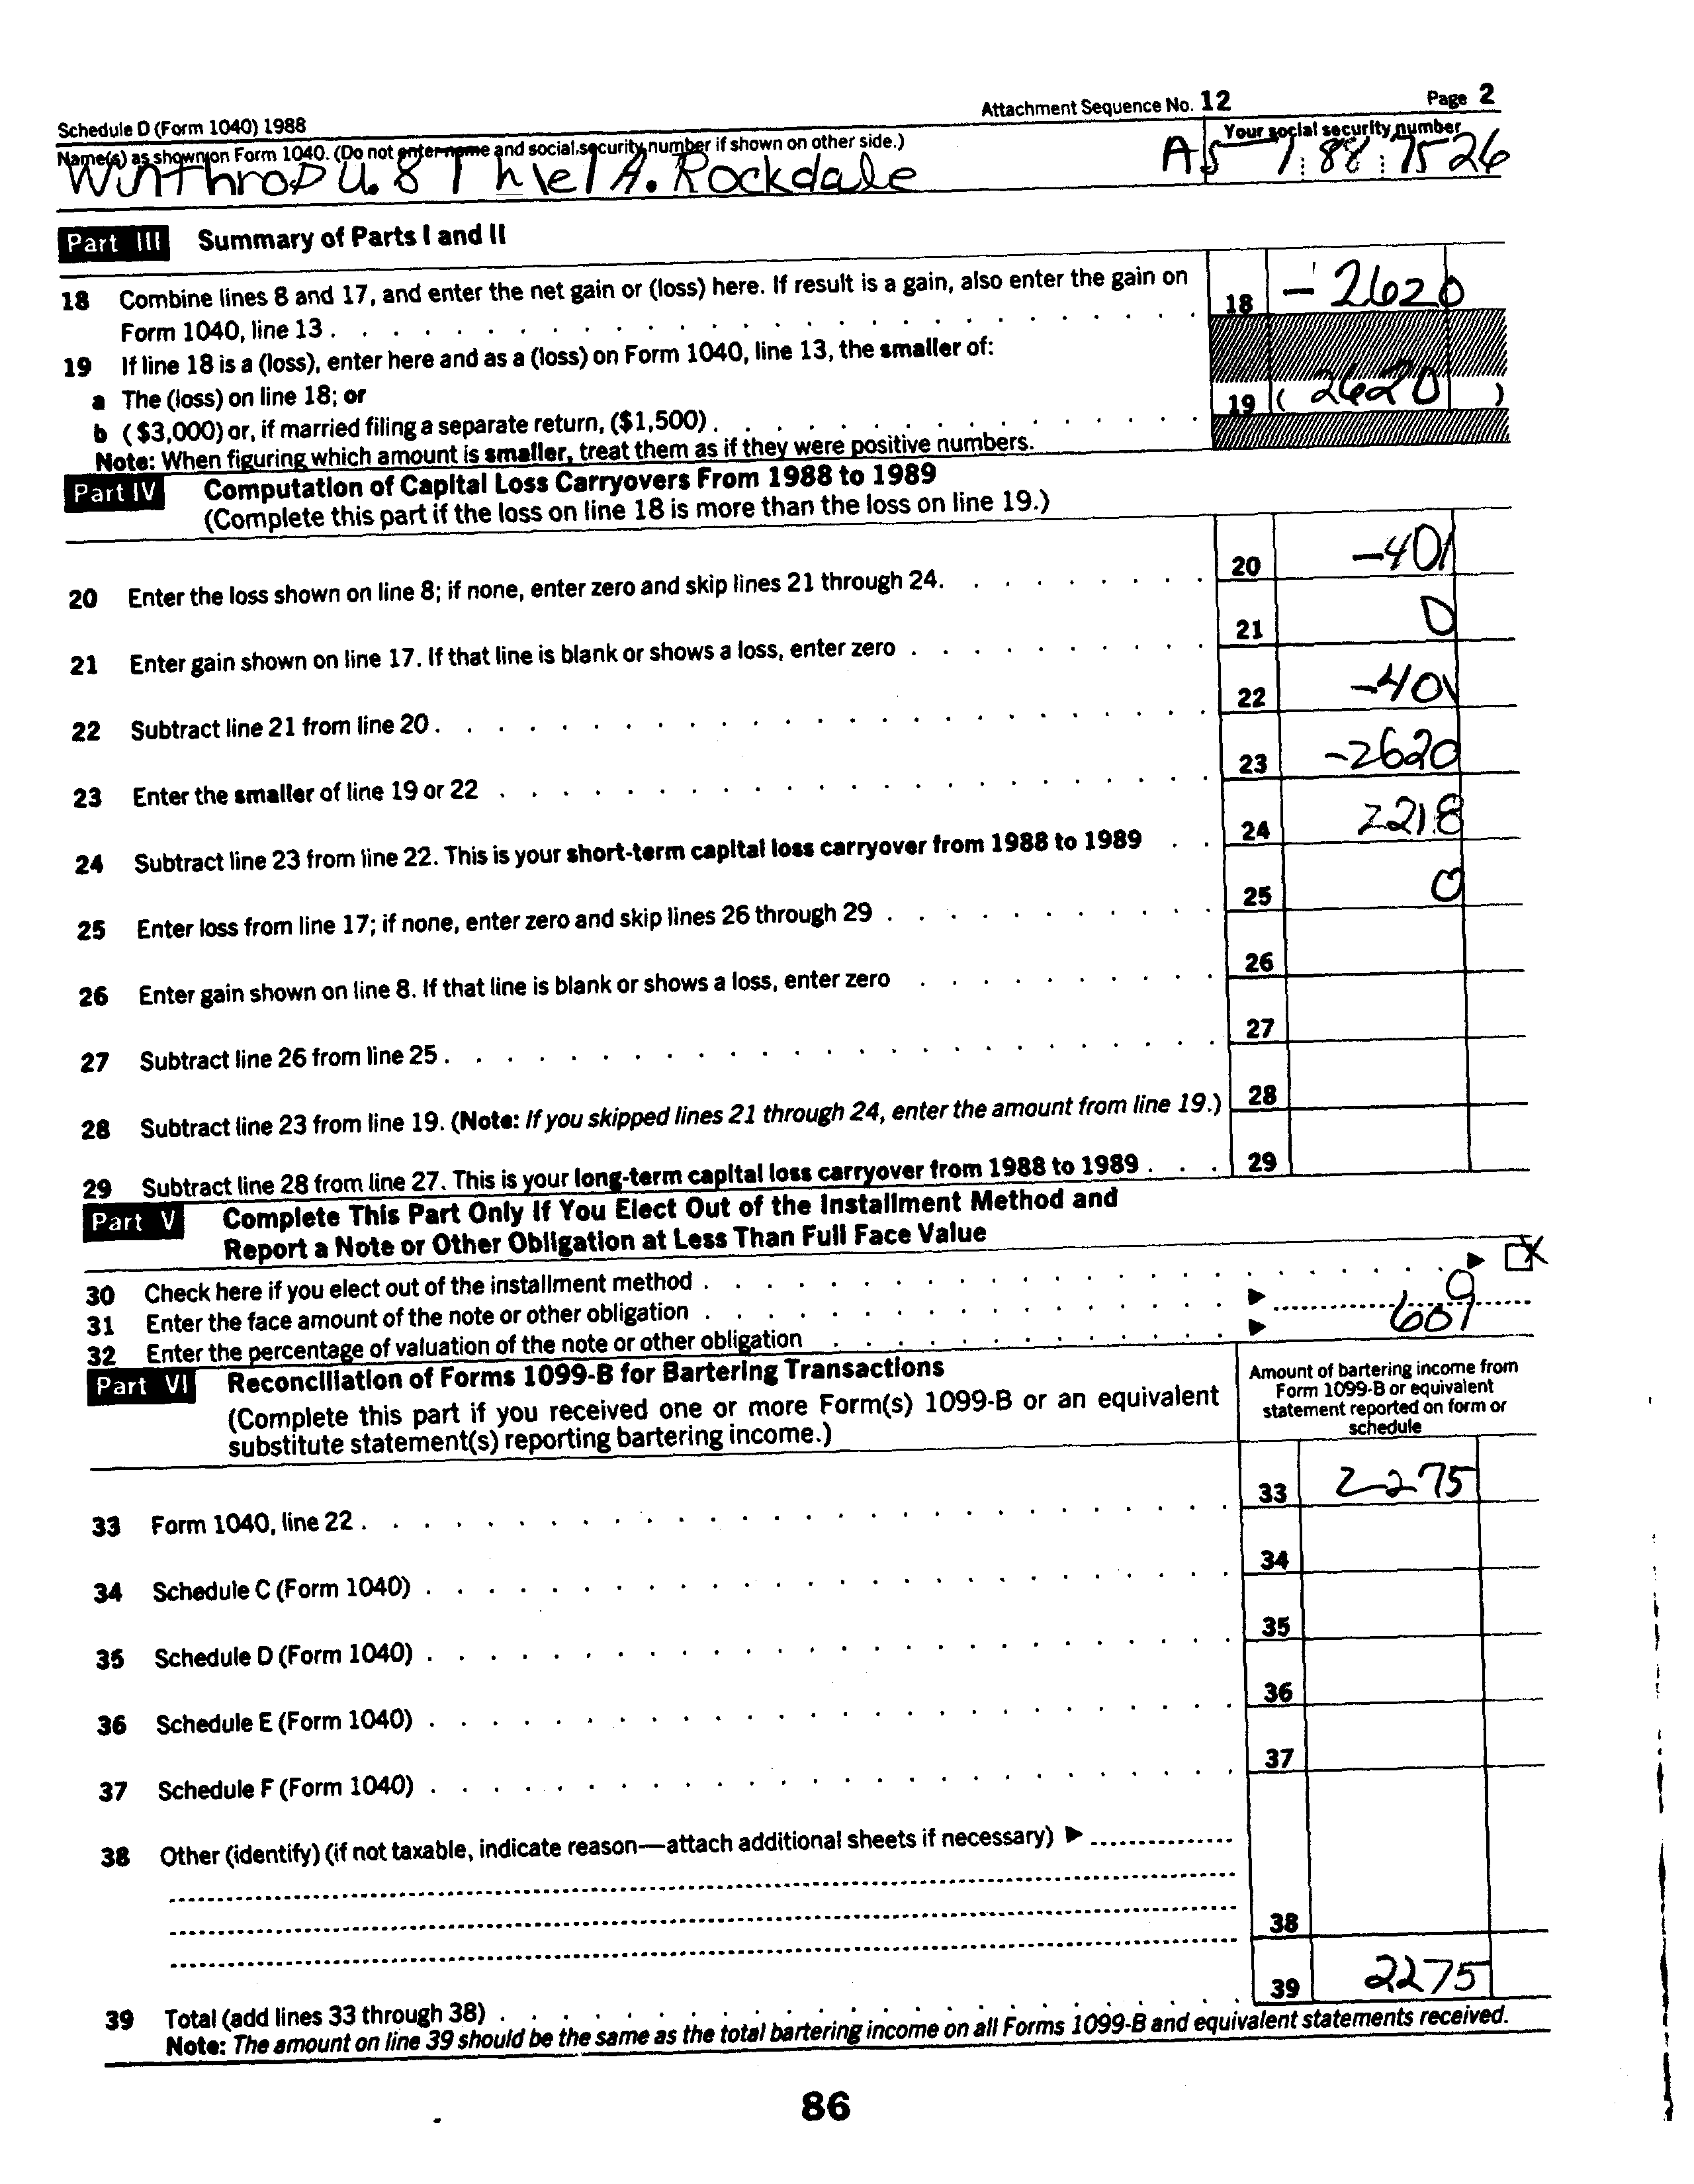 Attachment Sequence No. 12 Page 2
Schedule D (Form 1040) 1988
Name(s) as shown on Form 1040. (Do not enter name and social security number if shown on other side.) Your social security number
Winthrop U. 8 A. Rockdale 88 7526
Part III Summary of Parts I and II
18 Combine lines 8 and 17, and enter the net gain or (loss) here. If result is a gain, also enter the gain on
Form 1040, line 13 . . . 18 -2620
19 If line 18 is a (loss), enter here and as a (loss) on Form 1040, line 13, the smaller of:
a The (loss) on line 18; or
b ($3,000) or, if married filing a separate return, ($1,500) . . . 19 ( 2620 )
Note: When figuring which amount is smaller, treat them as if they were positive numbers.
Part IV Computation of Capital Loss Carryovers From 1988 to 1989
(Complete this part if the loss on line 18 is more than the loss on line 19.)
20 Enter the loss shown on line 8; if none, enter zero and skip lines 21 through 24. . . . 20 -401
21 Enter gain shown on line 17. If that line is blank or shows a loss, enter zero . . . 21 0
22 Subtract line 21 from line 20 . . . 22 -401
23 Enter the smaller of line 19 or 22 . . . 23 -2620
24 Subtract line 23 from line 22. This is your short-term capital loss carryover from 1988 to 1989 . . 24 2218
25 Enter loss from line 17; if none, enter zero and skip lines 26 through 29 . . . 25 0
26 Enter gain shown on line 8. If that line is blank or shows a loss, enter zero . . . 26
27 Subtract line 26 from line 25 . . . 27
28 Subtract line 23 from line 19. (Note: If you skipped lines 21 through 24, enter the amount from line 19.) 28
29 Subtract line 28 from line 27. This is your long-term capital loss carryover from 1988 to 1989 . . . 29
Part V Complete This Part Only If You Elect Out of the Installment Method and
Report a Note or Other Obligation at Less Than Full Face Value
30 Check here if you elect out of the installment method . . . ▶ X
31 Enter the face amount of the note or other obligation . . . ▶ 0
32 Enter the percentage of valuation of the note or other obligation . . . ▶ 601
Part VI Reconciliation of Forms 1099-B for Bartering Transactions
(Complete this part if you received one or more Form(s) 1099-B or an equivalent
substitute statement(s) reporting bartering income.)
Amount of bartering income from
Form 1099-B or equivalent
statement reported on form or
schedule
33 Form 1040, line 22 . . . 33 2275
34 Schedule C (Form 1040) . . . 34
35 Schedule D (Form 1040) . . . 35
36 Schedule E (Form 1040) . . . 36
37 Schedule F (Form 1040) . . . 37
38 Other (identify) (if not taxable, indicate reason—attach additional sheets if necessary) ▶
38
39 Total (add lines 33 through 38) . . . 39 2275
Note: The amount on line 39 should be the same as the total bartering income on all Forms 1099-B and equivalent statements received.
86